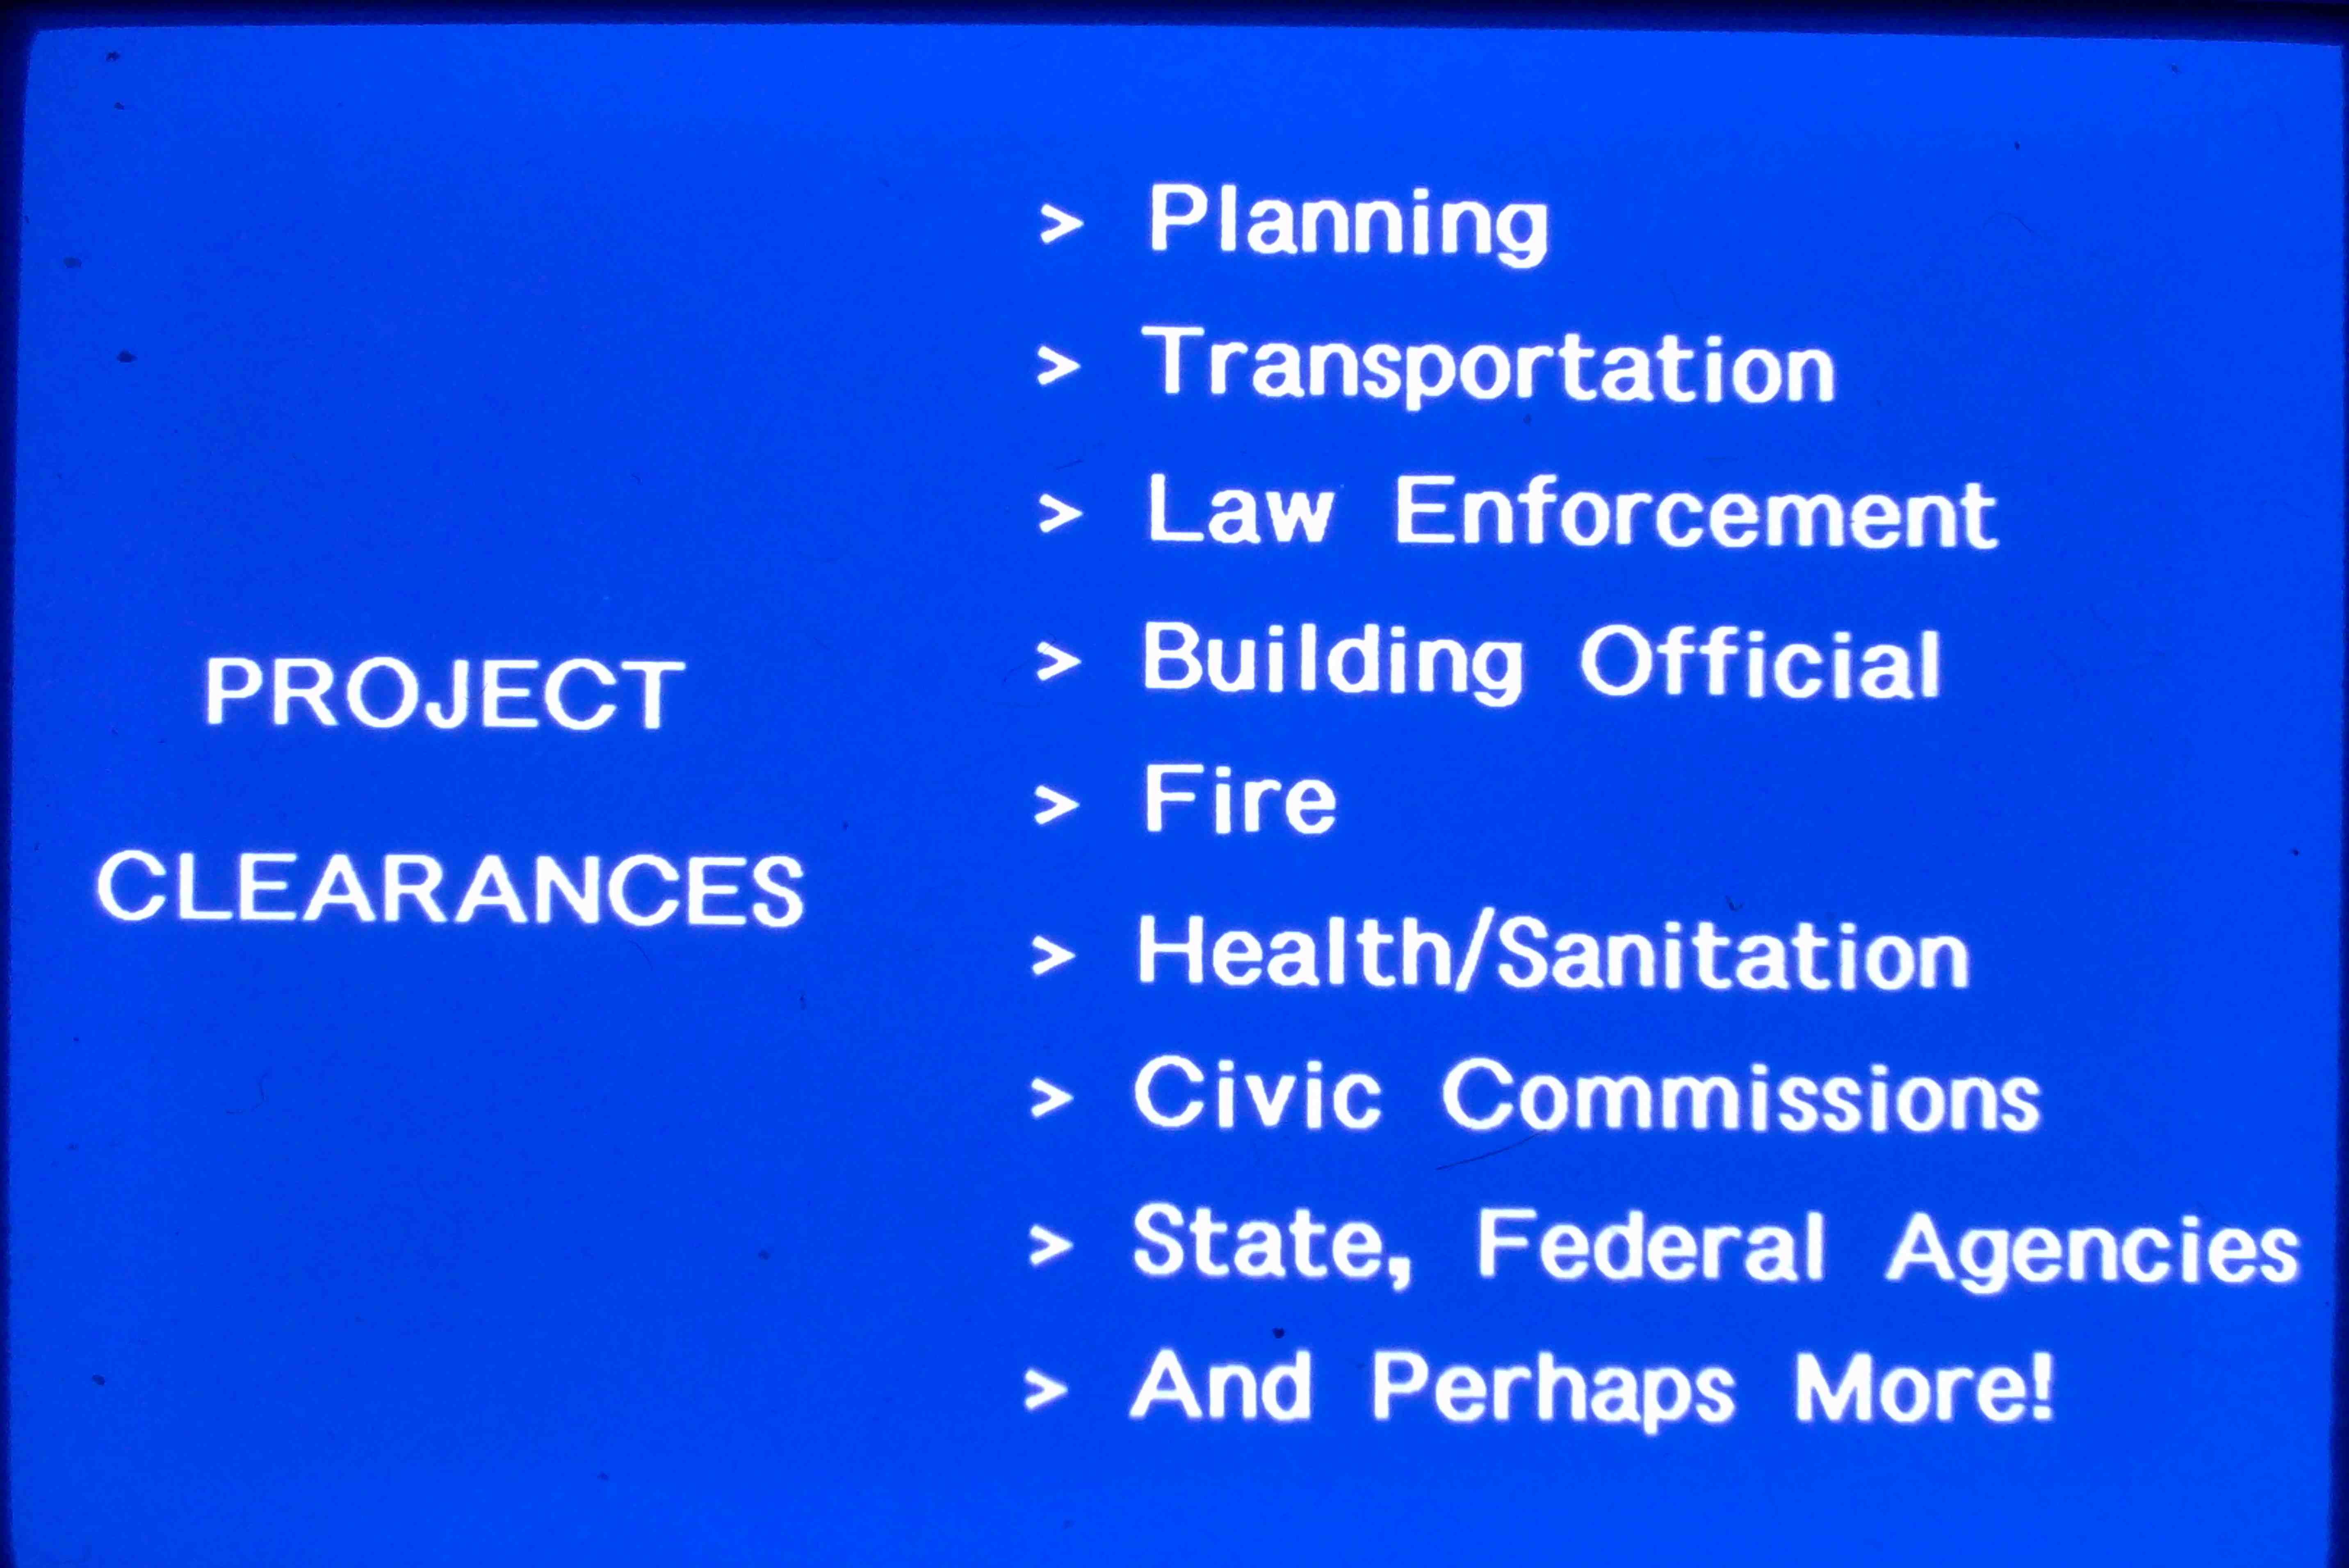 PROJECT
CLEARANCES
> Planning
> Transportation
> Law Enforcement
> Building Official
> Fire
> Health/Sanitation
> Civic Commissions
> State, Federal Agencies
> And Perhaps More!